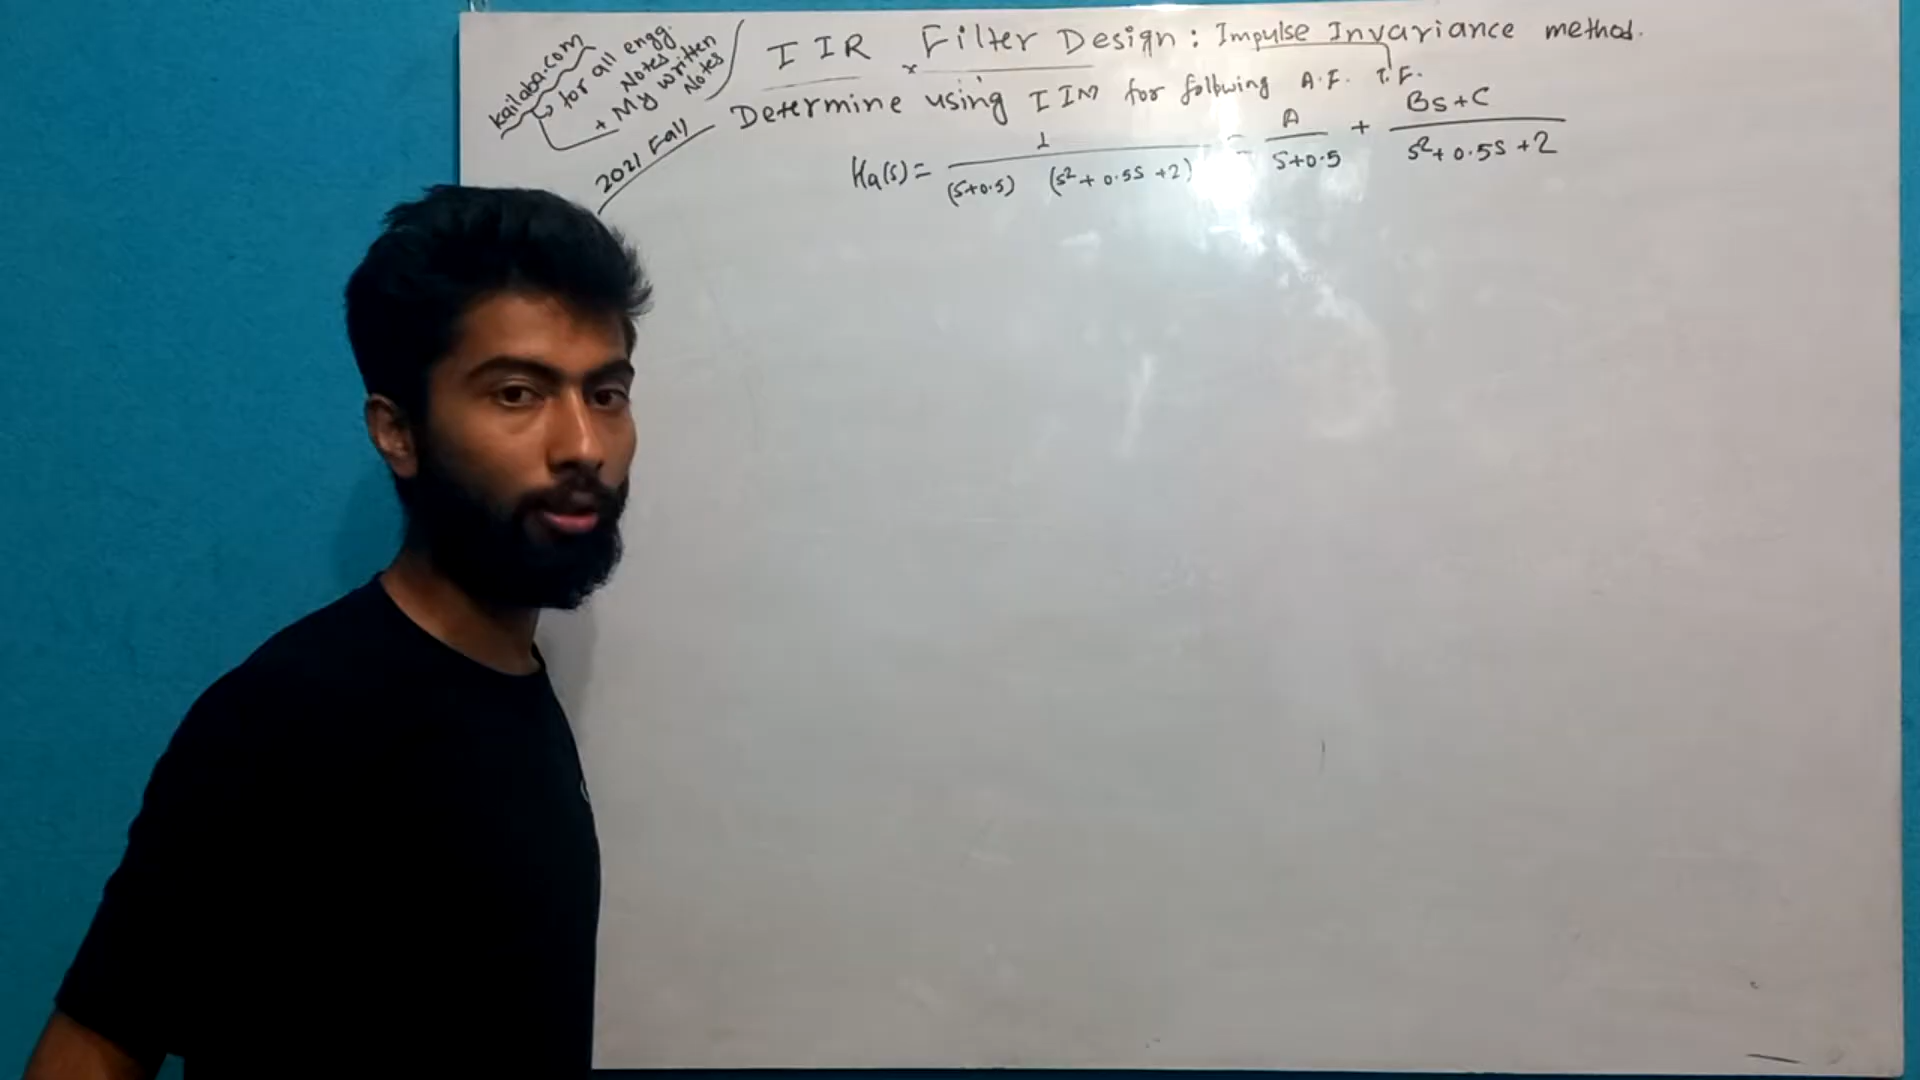 kailaba.com
for all engg
Notes
+ My written
Notes
2021 Fall
IIR Filter Design : Impulse Invariance method.
Determine using IIM for following A.F. T.F.
Ha(s) = 1 / (s+0.5) (s²+0.5s+2) = A / s+0.5 + Bs+C / s²+0.5s+2